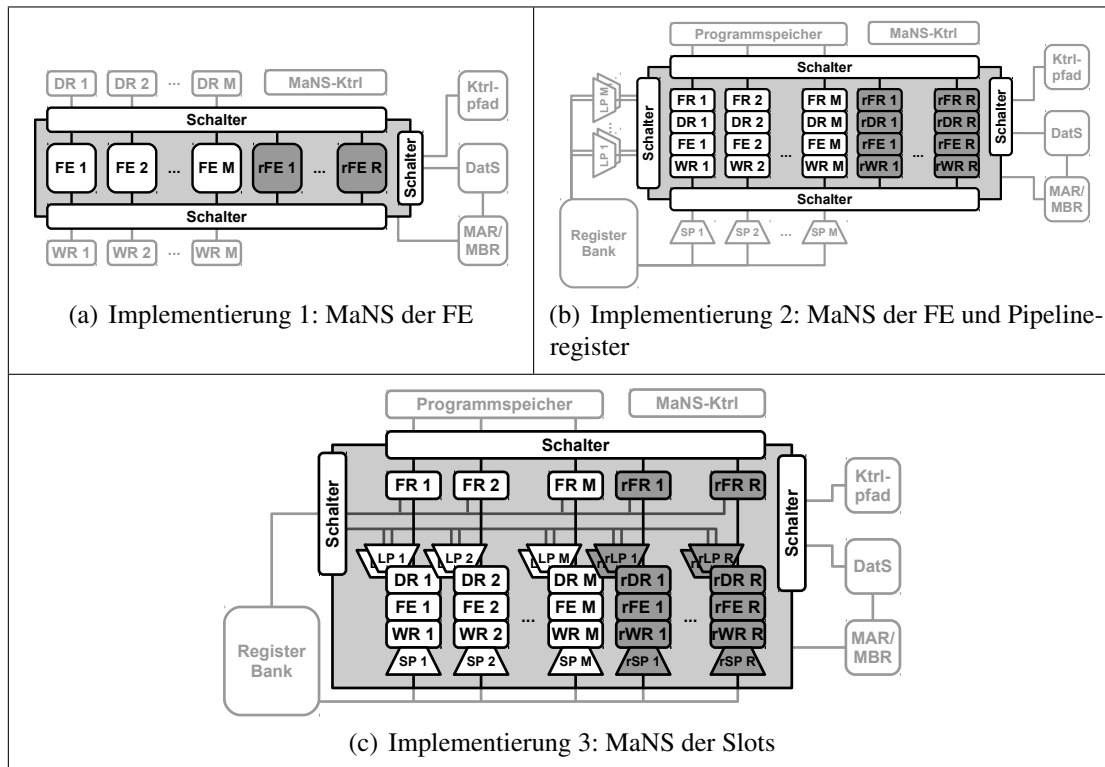 DR 1 DR 2 ... DR M MaNS-Ktrl
Ktrl-
pfad
Schalter
FE 1 FE 2 ... FE M rFE 1 ... rFE R
Schalter
DatS
Schalter
WR 1 WR 2 ... WR M
MAR/
MBR
(a) Implementierung 1: MaNS der FE
Programmspeicher MaNS-Ktrl
Schalter
Ktrl-
pfad
LP M
...
LP 1
Schalter
FR 1 FR 2 FR M rFR 1 rFR R
DR 1 DR 2 DR M rDR 1 rDR R
FE 1 FE 2 FE M rFE 1 rFE R
WR 1 WR 2 ... WR M rWR 1 ... rWR R
Schalter
DatS
Schalter
MAR/
MBR
Register
Bank
SP 1 SP 2 ... SP M
(b) Implementierung 2: MaNS der FE und Pipeline-
register
Programmspeicher MaNS-Ktrl
Schalter
Schalter
FR 1 FR 2 FR M rFR 1 rFR R
Schalter
Ktrl-
pfad
LP 1 LP 2 LP M rLP 1 rLP R
DR 1 DR 2 DR M rDR 1 rDR R
DatS
FE 1 FE 2 ... FE M rFE 1 ... rFE R
WR 1 WR 2 WR M rWR 1 rWR R
SP 1 SP 2 SP M rSP 1 rSP R
Register
Bank
MAR/
MBR
(c) Implementierung 3: MaNS der Slots